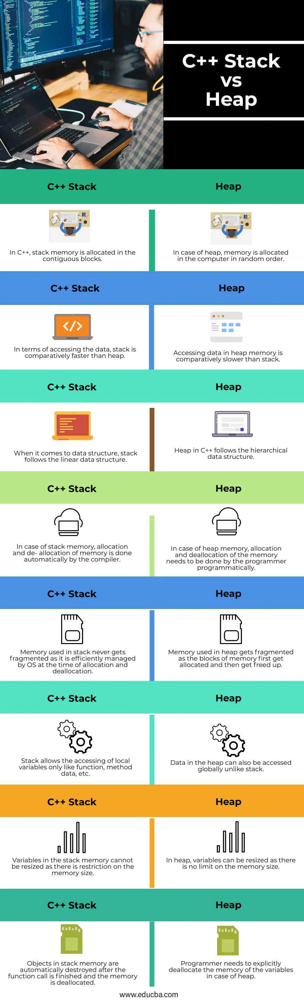 C++ Stack
vs
Heap
C++ Stack
Heap
In C++, stack memory is allocated in the
contiguous blocks.
In case of heap, memory is allocated
in the computer in random order.
C++ Stack
Heap
In terms of accessing the data, stack is
comparatively faster than heap.
Accessing data in heap memory is
comparatively slower than stack.
C++ Stack
Heap
When it comes to data structure, stack
follows the linear data structure.
Heap in C++ follows the hierarchical
data structure.
C++ Stack
Heap
In case of stack memory, allocation
and de- allocation of memory is done
automatically by the compiler.
In case of heap memory, allocation
and deallocation of the memory
needs to be done by the programmer
programmatically.
C++ Stack
Heap
Memory used in stack never gets
fragmented as it is efficiently managed
by OS at the time of allocation and
deallocation.
Memory used in heap gets fragmented
as the blocks of memory first get
allocated and then get freed up.
C++ Stack
Heap
Stack allows the accessing of local
variables only like function, method
data, etc.
Data in the heap can also be accessed
globally unlike stack.
C++ Stack
Heap
Variables in the stack memory cannot
be resized as there is restriction on the
memory size.
In heap, variables can be resized as there
is no limit on the memory size.
C++ Stack
Heap
Objects in stack memory are
automatically destroyed after the
function call is finished and the memory
is deallocated.
Programmer needs to explicitly
deallocate the memory of the variables
in case of heap.
www.educba.com